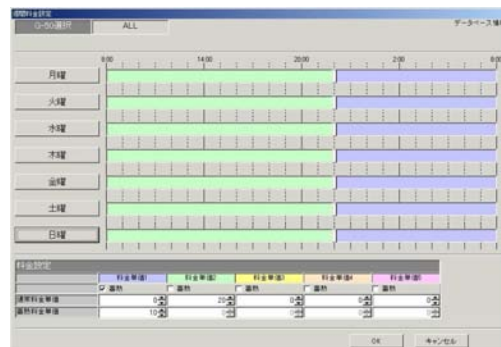 週間料金設定
G-50選択 ALL データベース
8:00 14:00 20:00 2:00 8:00
月曜
火曜
水曜
木曜
金曜
土曜
日曜
料金設定
料金単価1 料金単価2 料金単価3 料金単価4 料金単価5
蓄熱 蓄熱 蓄熱 蓄熱 蓄熱
通常料金単価 0 20 0 0 0
蓄熱料金単価 10 0 0 0 0
OK キャンセル